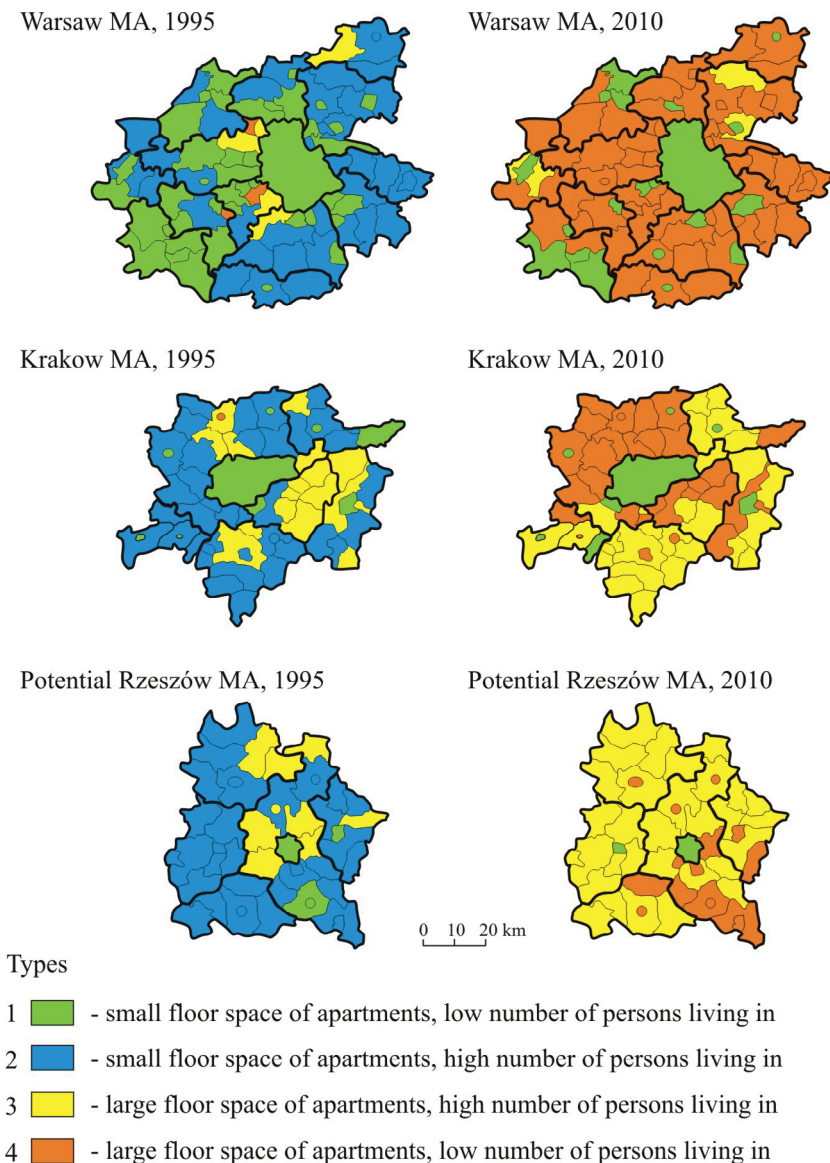 Warsaw MA, 1995
Warsaw MA, 2010
Krakow MA, 1995
Krakow MA, 2010
Potential Rzeszów MA, 1995
Potential Rzeszów MA, 2010
0 10 20 km
Types
1 - small floor space of apartments, low number of persons living in
2 - small floor space of apartments, high number of persons living in
3 - large floor space of apartments, high number of persons living in
4 - large floor space of apartments, low number of persons living in